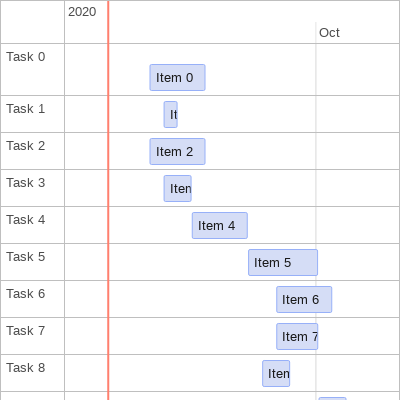 2020
Oct
Task 0
Item 0
Task 1
It
Task 2
Item 2
Task 3
Iten
Task 4
Item 4
Task 5
Item 5
Task 6
Item 6
Task 7
Item 7
Task 8
Iten